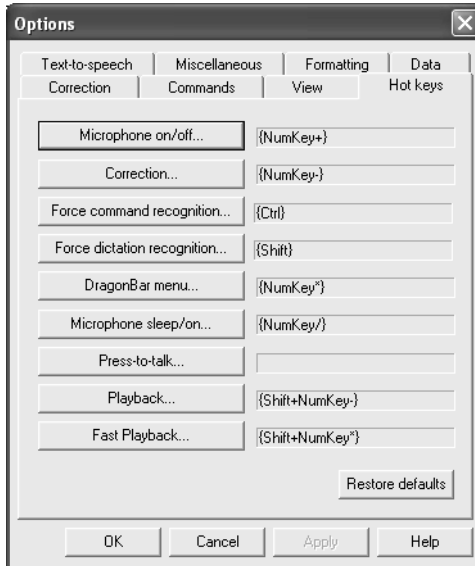 Options
Text-to-speech Miscellaneous Formatting Data
Correction Commands View Hot keys
Microphone on/off... {NumKey+}
Correction... {NumKey-}
Force command recognition... {Ctrl}
Force dictation recognition... {Shift}
DragonBar menu... {NumKey*}
Microphone sleep/on... {NumKey/}
Press-to-talk...
Playback... {Shift+NumKey-}
Fast Playback... {Shift+NumKey*}
Restore defaults
OK Cancel Apply Help